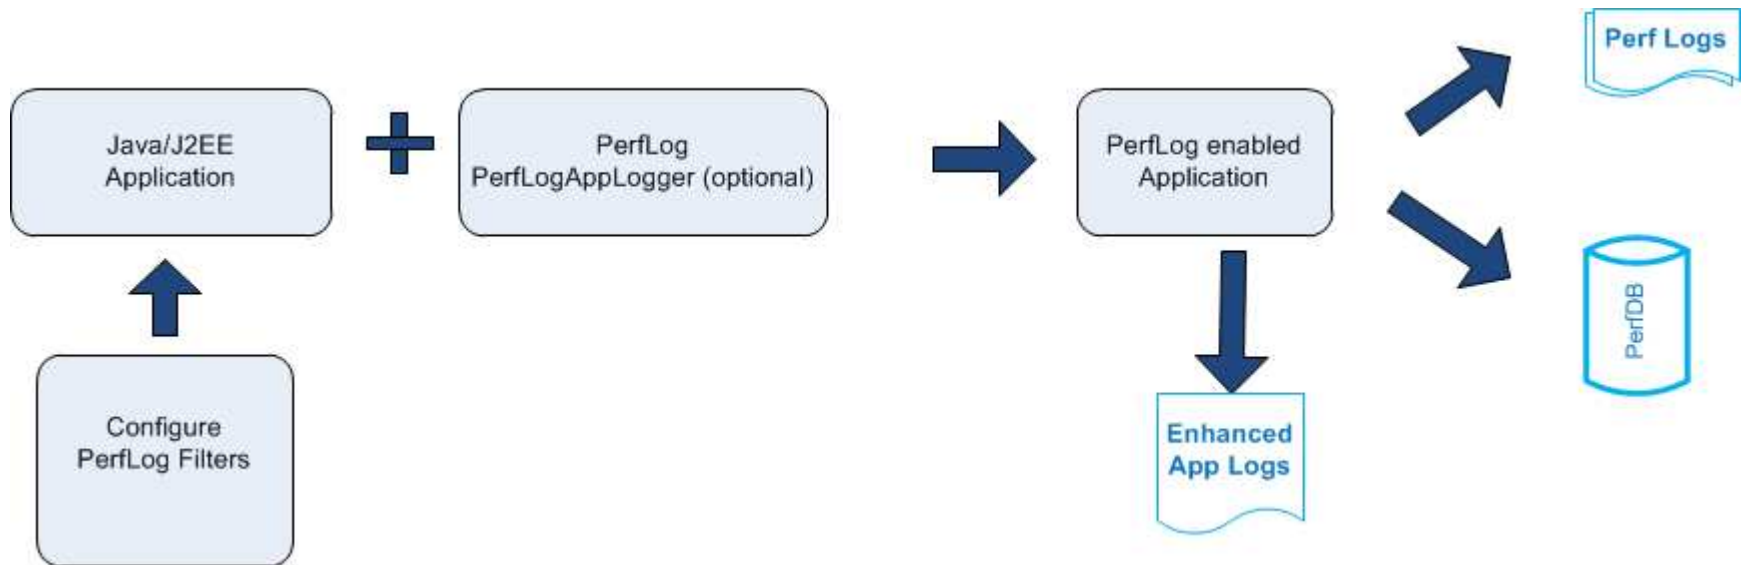 Perf Logs
Java/J2EE
Application
PerfLog
PerfLogAppLogger (optional)
PerfLog enabled
Application
PerfDB
Configure
PerfLog Filters
Enhanced
App Logs